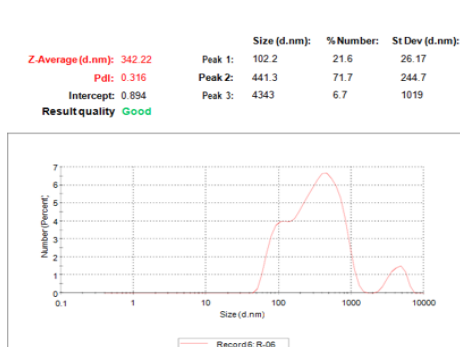 Size (d.nm): % Number: St Dev (d.nm):
Z-Average (d.nm): 342.22 Peak 1: 102.2 21.6 26.17
PdI: 0.316 Peak 2: 441.3 71.7 244.7
Intercept: 0.894 Peak 3: 4343 6.7 1019
Result quality Good
7
6
5
4
3
2
1
0
Number (Percent)
0.1 1 10 100 1000 10000
Size (d.nm)
Record 6: R-06